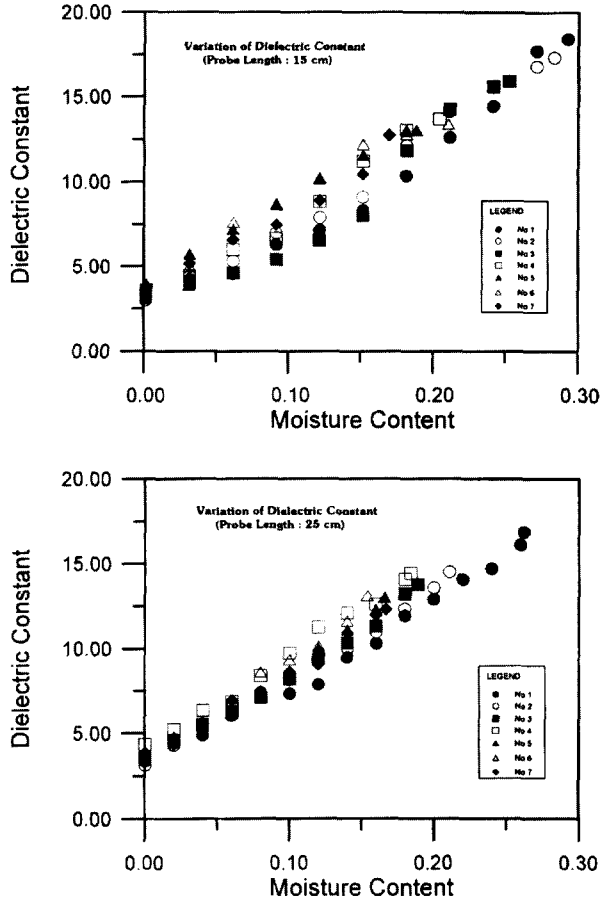 20.00
Variation of Dielectric Constant
(Probe Length : 15 cm)
15.00
Dielectric Constant
10.00
LEGEND
No 1
No 2
No 3
No 4
No 5
No 6
No 7
5.00
0.00
0.00 0.10 0.20 0.30
Moisture Content
20.00
Variation of Dialectric Constant
(Probe Length : 25 cm)
15.00
Dielectric Constant
10.00
LEGEND
No 1
No 2
No 3
No 4
No 5
No 6
No 7
5.00
0.00
0.00 0.10 0.20 0.30
Moisture Content